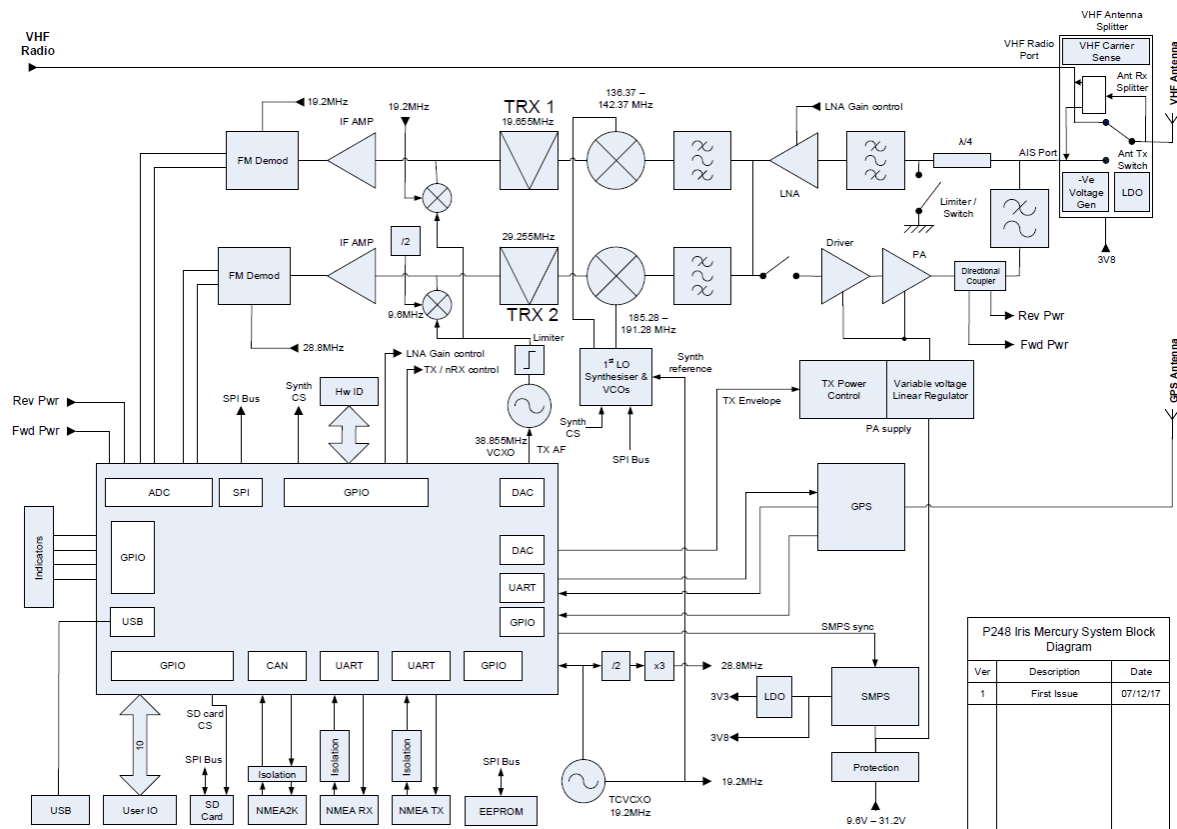 VHF Antenna
Splitter
VHF
Radio
VHF Radio
Port
VHF Carrier
Sense
VHF Antenna
Ant Rx
Splitter
19.2MHz
19.2MHz
IF AMP
TRX 1
19.655MHz
136.37 –
142.37 MHz
LNA Gain control
FM Demod
LNA
λ/4
AIS Port
Ant Tx
Switch
-Ve
Voltage
Gen
LDO
Limiter /
Switch
3V8
IF AMP
/2
29.255MHz
FM Demod
9.6MHz
TRX 2
185.28 –
191.28 MHz
Driver
PA
Directional
Coupler
Rev Pwr
Fwd Pwr
28.8MHz
LNA Gain control
TX / nRX control
Limiter
1st LO
Synthesiser &
VCOs
Synth
reference
TX Envelope
TX Power
Control
Variable voltage
Linear Regulator
PA supply
GPS Antenna
Rev Pwr
Fwd Pwr
SPI Bus
Synth
CS
Hw ID
38.855MHz
VCXO
TX AF
Synth
CS
SPI Bus
ADC
SPI
GPIO
DAC
GPS
Indicators
GPIO
DAC
UART
USB
GPIO
SMPS sync
GPIO
CAN
UART
UART
GPIO
/2
x3
28.8MHz
3V3
LDO
SMPS
3V8
SD card
CS
10
SPI Bus
Isolation
Isolation
Isolation
SPI Bus
Protection
TCVCXO
19.2MHz
19.2MHz
9.6V – 31.2V
USB
User IO
SD
Card
NMEA2K
NMEA RX
NMEA TX
EEPROM
P248 Iris Mercury System Block
Diagram
Ver Description Date
1 First Issue 07/12/17